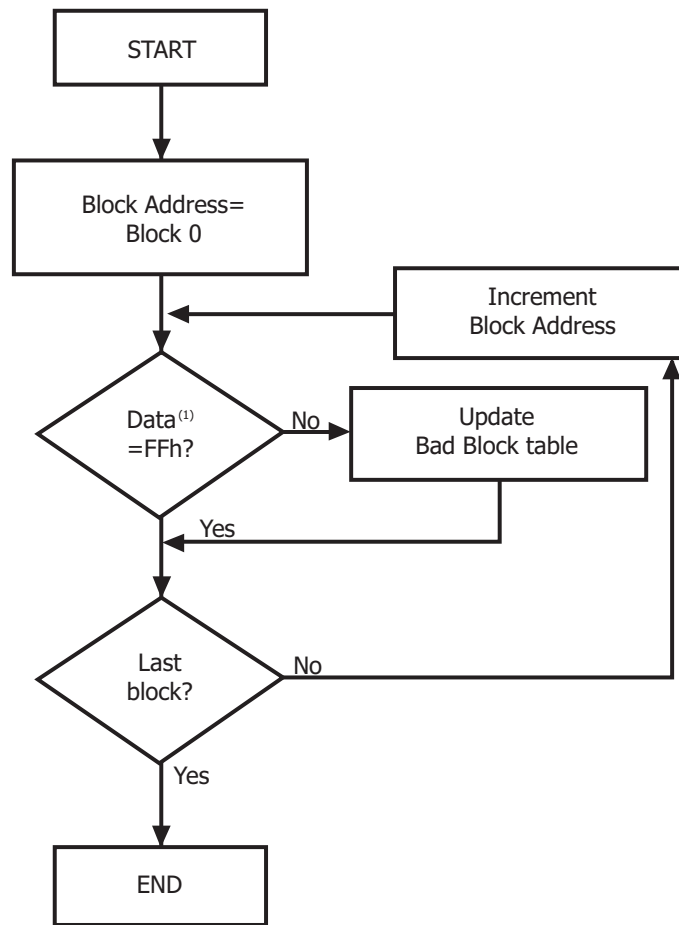 START
Block Address=
Block 0
Increment
Block Address
Data(1)
=FFh?
No
Update
Bad Block table
Yes
Last
block?
No
Yes
END